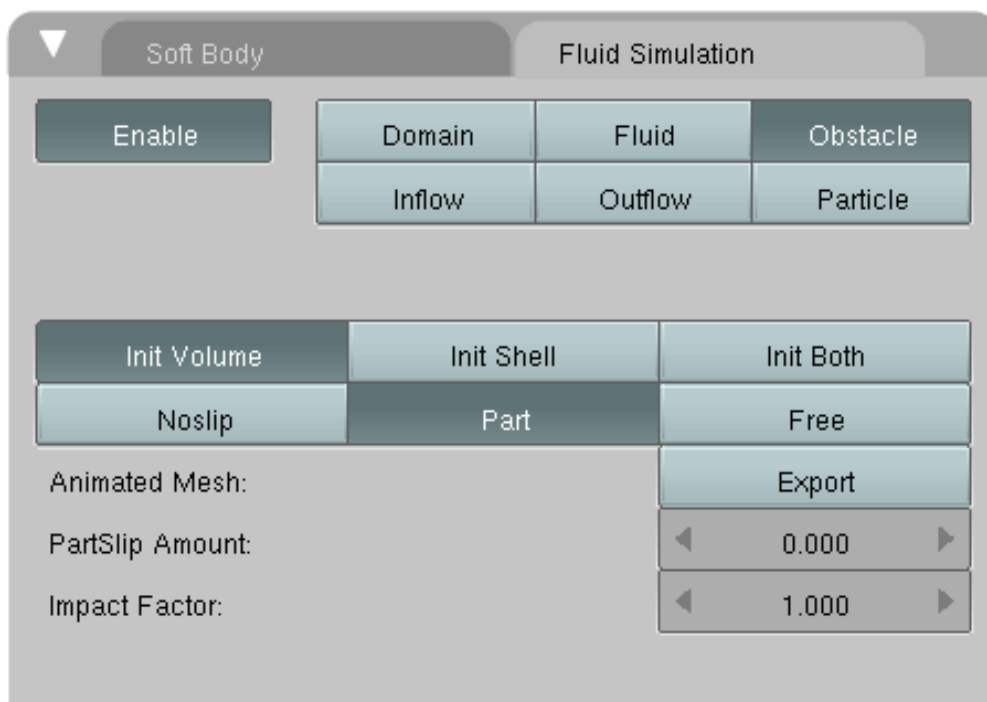 Soft Body Fluid Simulation
Enable Domain Fluid Obstacle
Inflow Outflow Particle
Init Volume Init Shell Init Both
Noslip Part Free
Animated Mesh: Export
PartSlip Amount: 0.000
Impact Factor: 1.000